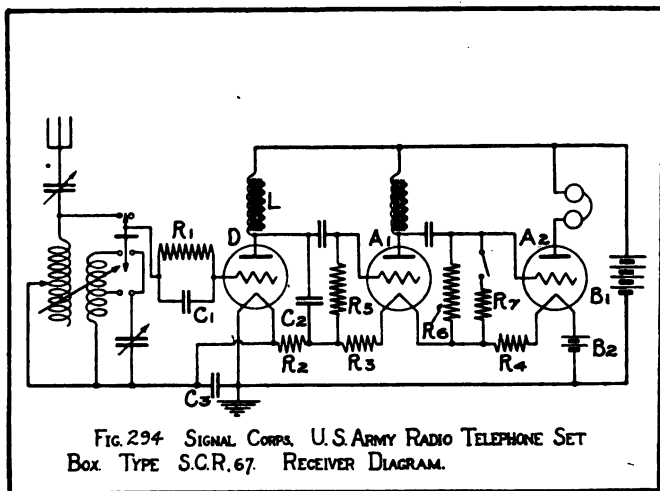 L
R1
D
A1
A2
C1
C2
R5
R6
R7
B1
B2
R2
R3
R4
C3
FIG. 294 SIGNAL CORPS, U.S. ARMY RADIO TELEPHONE SET
BOX TYPE S.C.R. 67. RECEIVER DIAGRAM.